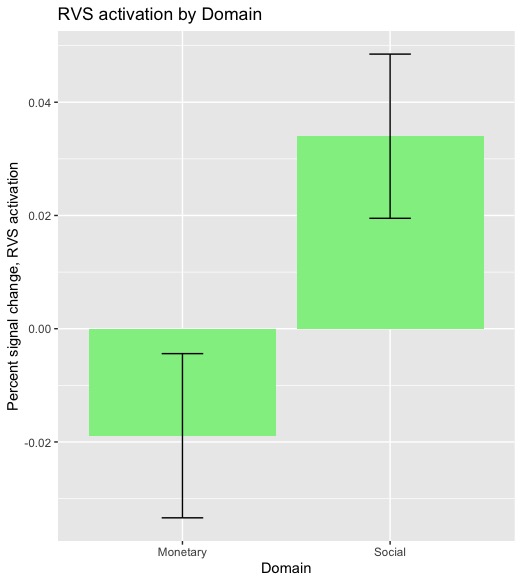 RVS activation by Domain
Percent signal change, RVS activation
0.04
0.02
0.00
-0.02
Monetary Social
Domain